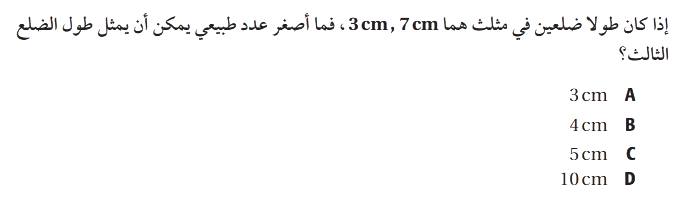 إذا كان طولا ضلعين في مثلث هما 3 cm , 7 cm ، فما أصغر عدد طبيعي يمكن أن يمثل طول الضلع
الثالث؟
3 cm A
4 cm B
5 cm C
10 cm D